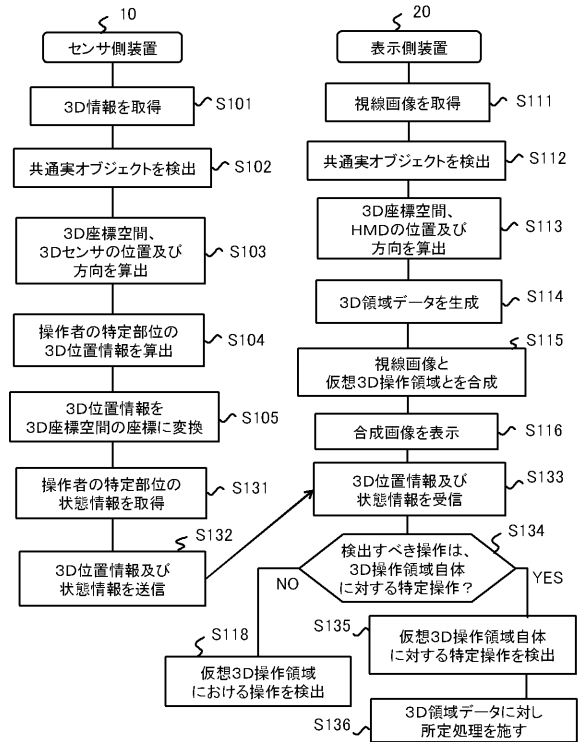 10
センサ側装置
3D情報を取得
S101
共通実オブジェクトを検出
S102
3D座標空間、
3Dセンサの位置及び
方向を算出
S103
操作者の特定部位の
3D位置情報を算出
S104
3D位置情報を
3D座標空間の座標に変換
S105
操作者の特定部位の
状態情報を取得
S131
S132
3D位置情報及び
状態情報を送信
20
表示側装置
視線画像を取得
S111
共通実オブジェクトを検出
S112
3D座標空間、
HMDの位置及び
方向を算出
S113
3D領域データを生成
S114
S115
視線画像と
仮想3D操作領域とを合成
合成画像を表示
S116
3D位置情報及び
状態情報を受信
S133
S134
検出すべき操作は、
3D操作領域自体
に対する特定操作？
NO
YES
S118
仮想3D操作領域
における操作を検出
S135
仮想3D操作領域自体
に対する特定操作を検出
S136
3D領域データに対し
所定処理を施す